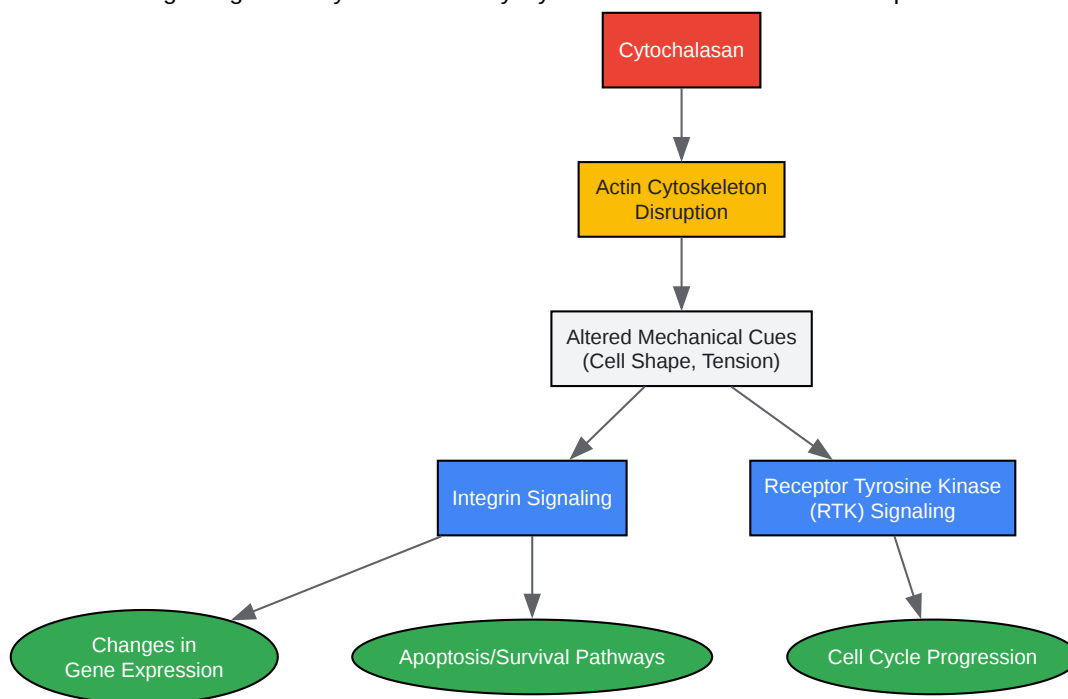 Cytochalasan
Actin Cytoskeleton
Disruption
Altered Mechanical Cues
(Cell Shape, Tension)
Integrin Signaling
Receptor Tyrosine Kinase
(RTK) Signaling
Changes in
Gene Expression
Apoptosis/Survival Pathways
Cell Cycle Progression